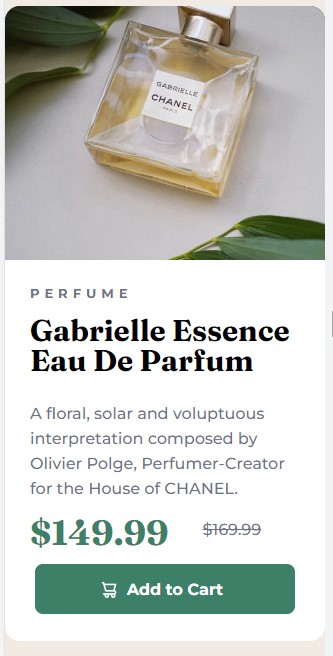 GABRIELLE
CHANEL
PARIS
PERFUME
Gabrielle Essence
Eau De Parfum
A floral, solar and voluptuous
interpretation composed by
Olivier Polge, Perfumer-Creator
for the House of CHANEL.
$149.99 $169.99
Add to Cart